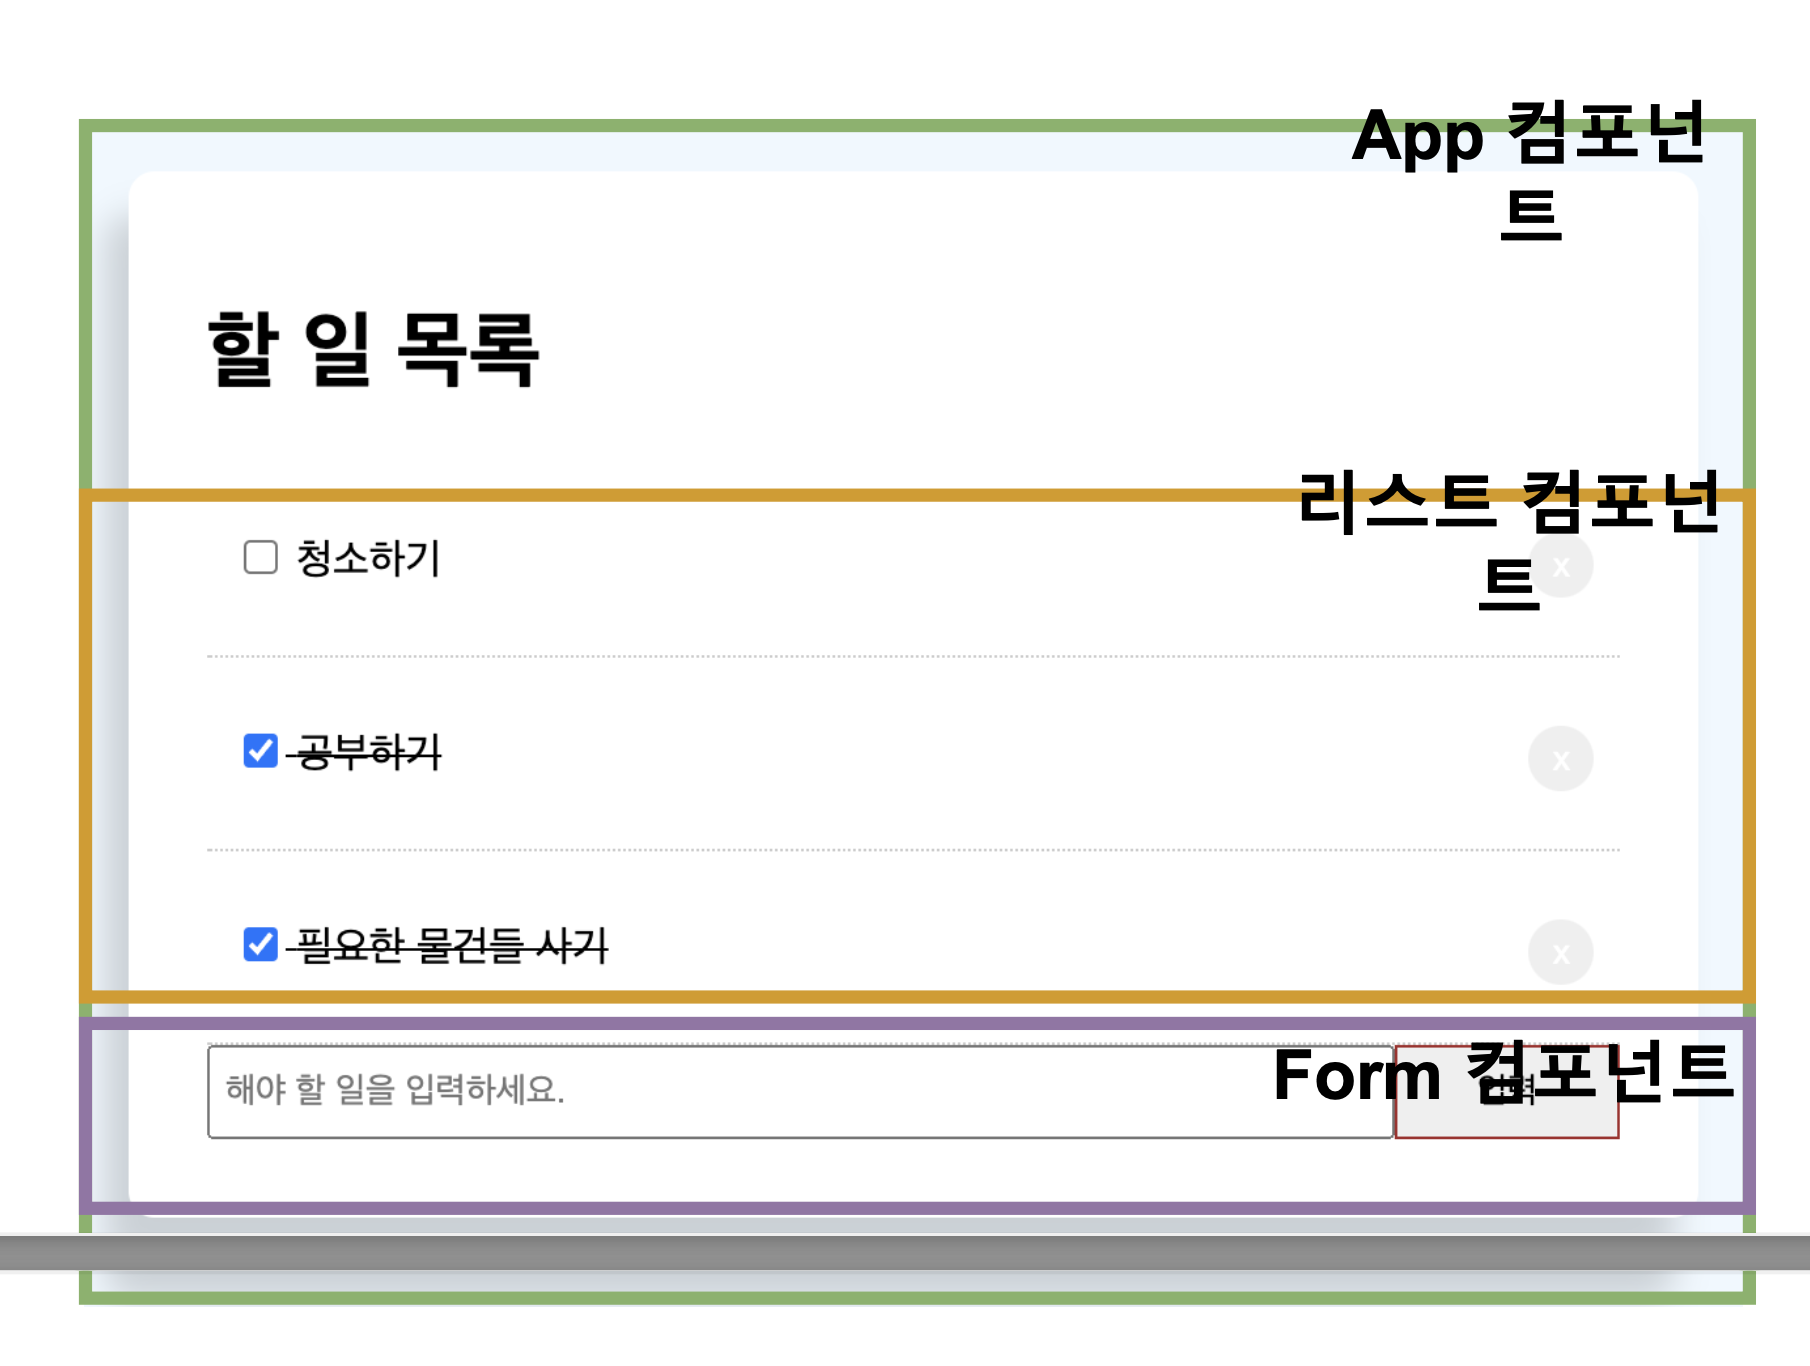 App 컴포넌
트
할 일 목록
리스트 컴포넌
트
청소하기
x
공부하기
x
필요한 물건들 사기
x
해야 할 일을 입력하세요.
Form 컴포넌트
입력